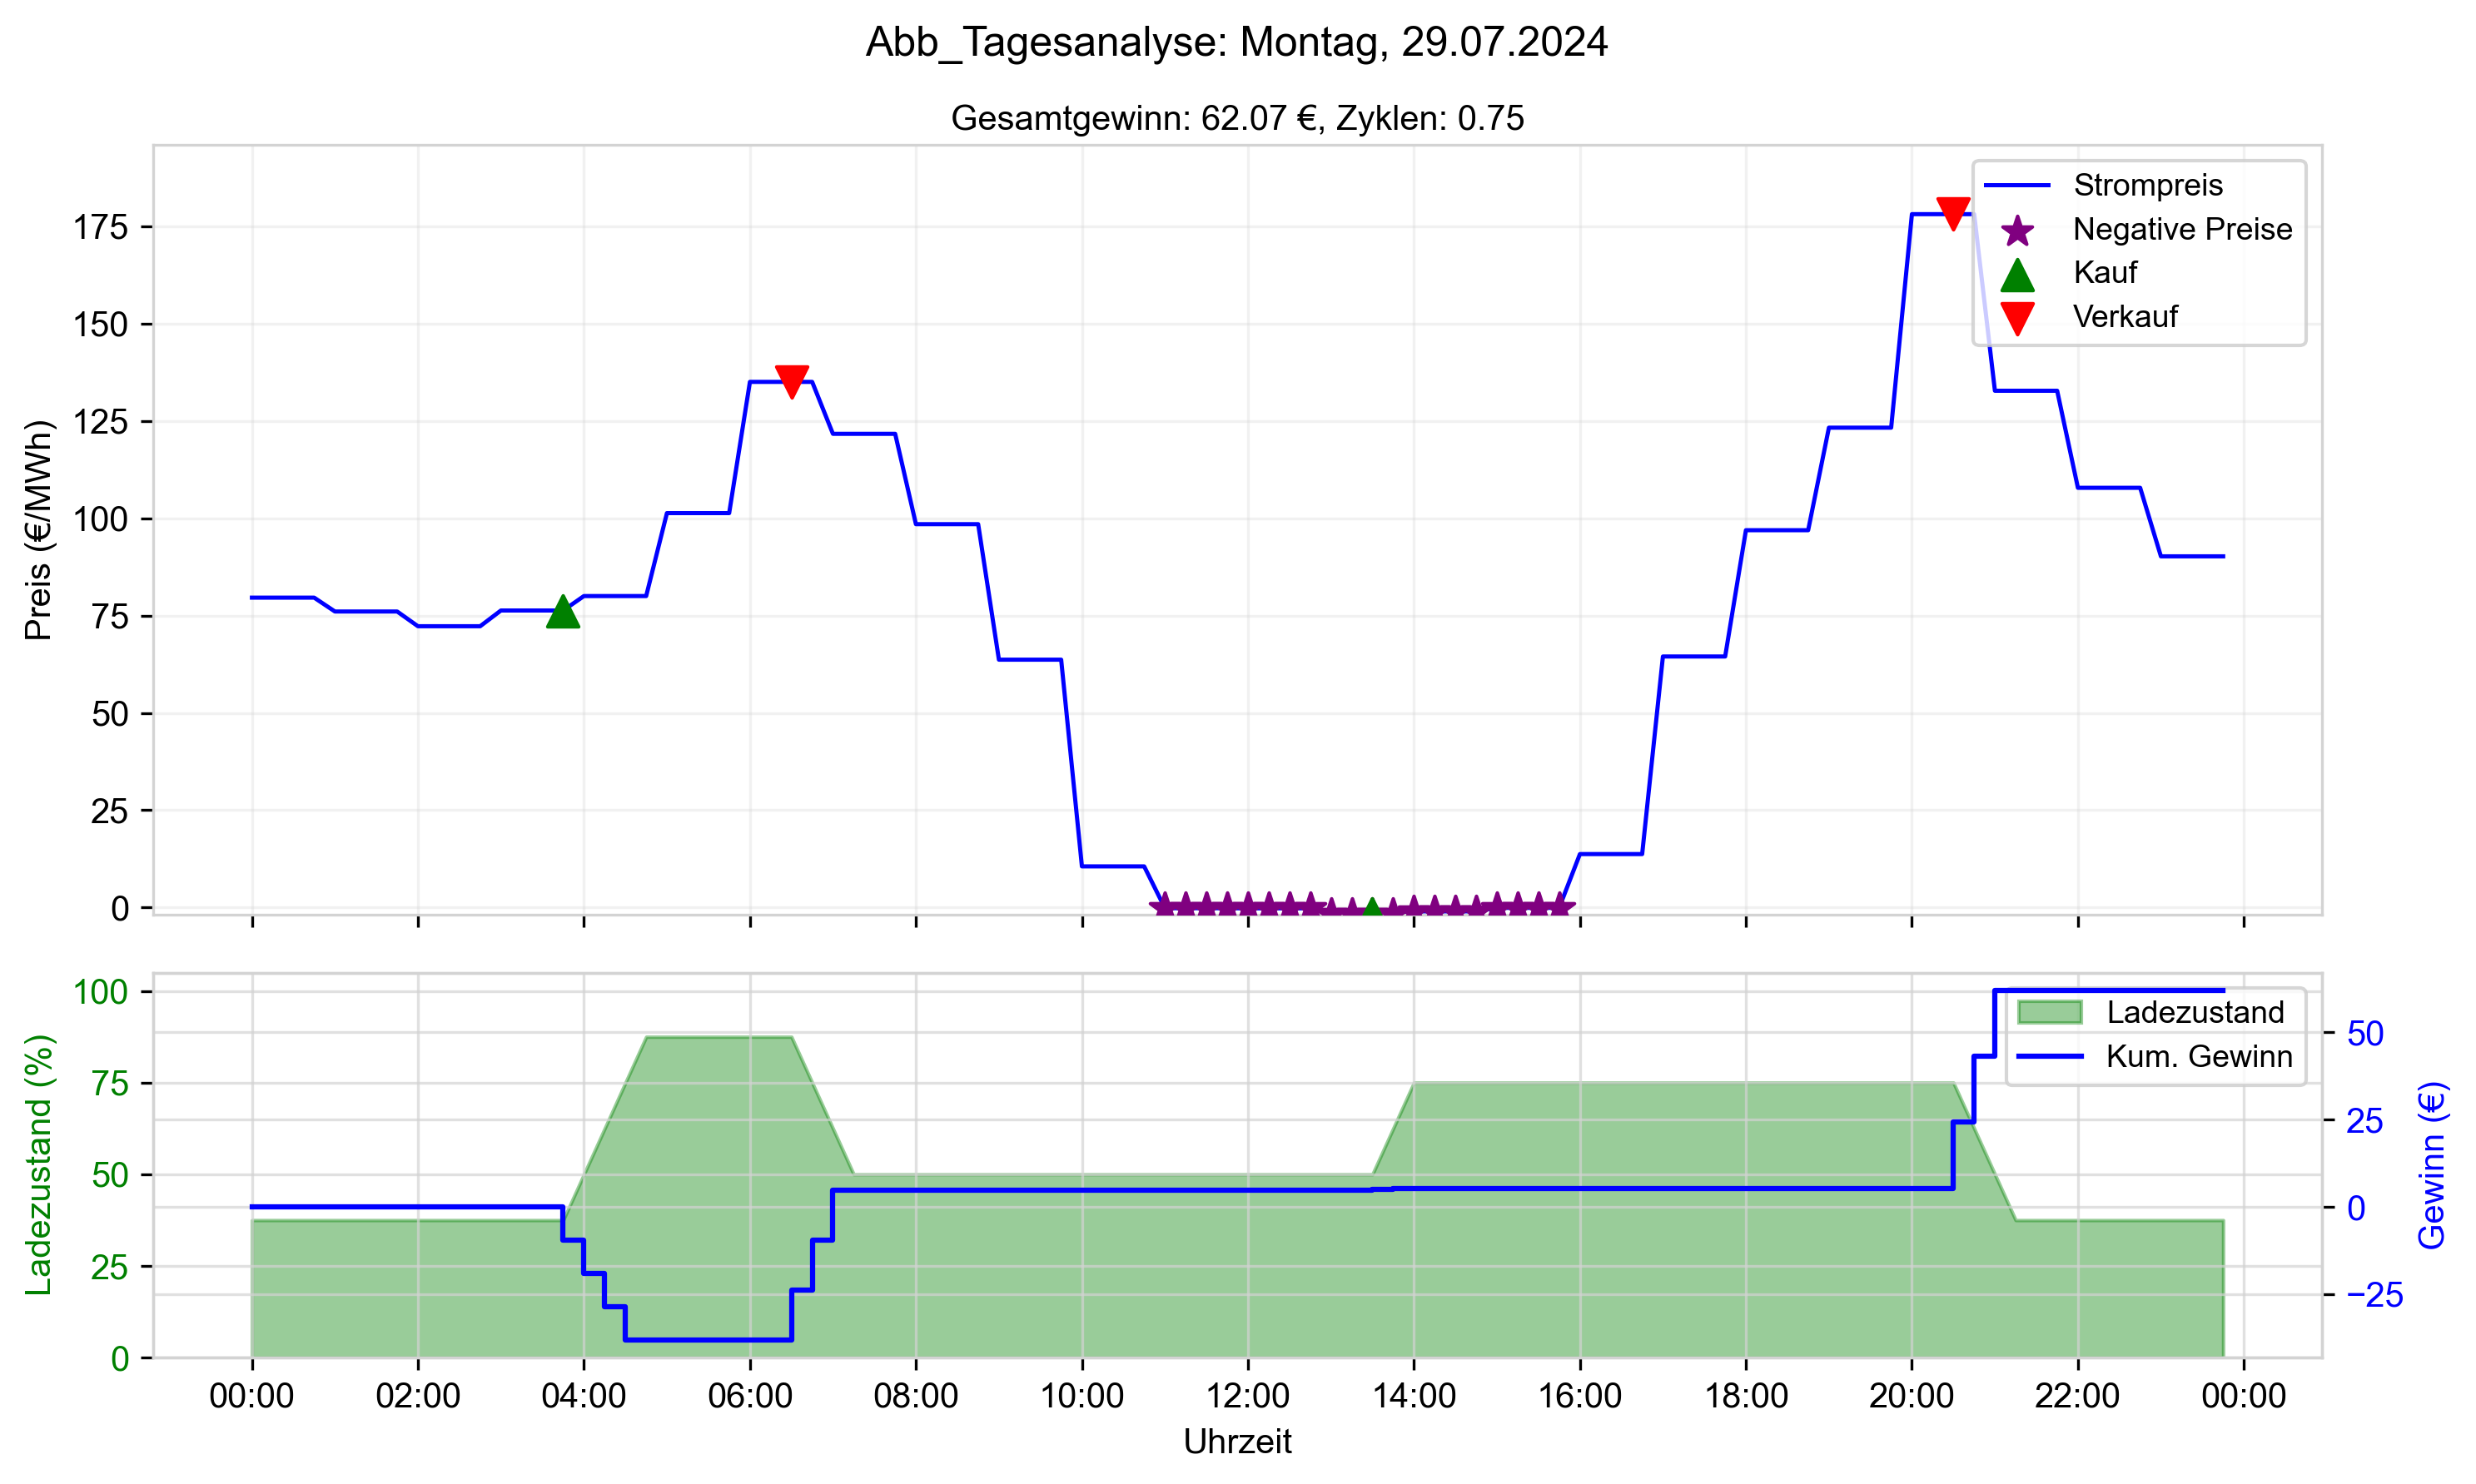 Abb_Tagesanalyse: Montag, 29.07.2024
Gesamtgewinn: 62.07 €, Zyklen: 0.75
Preis (€/MWh)
175
150
125
100
75
50
25
0
Strompreis
Negative Preise
Kauf
Verkauf
Ladezustand (%)
100
75
50
25
0
Ladezustand
Kum. Gewinn
50
25
0
−25
Gewinn (€)
00:00 02:00 04:00 06:00 08:00 10:00 12:00 14:00 16:00 18:00 20:00 22:00 00:00
Uhrzeit